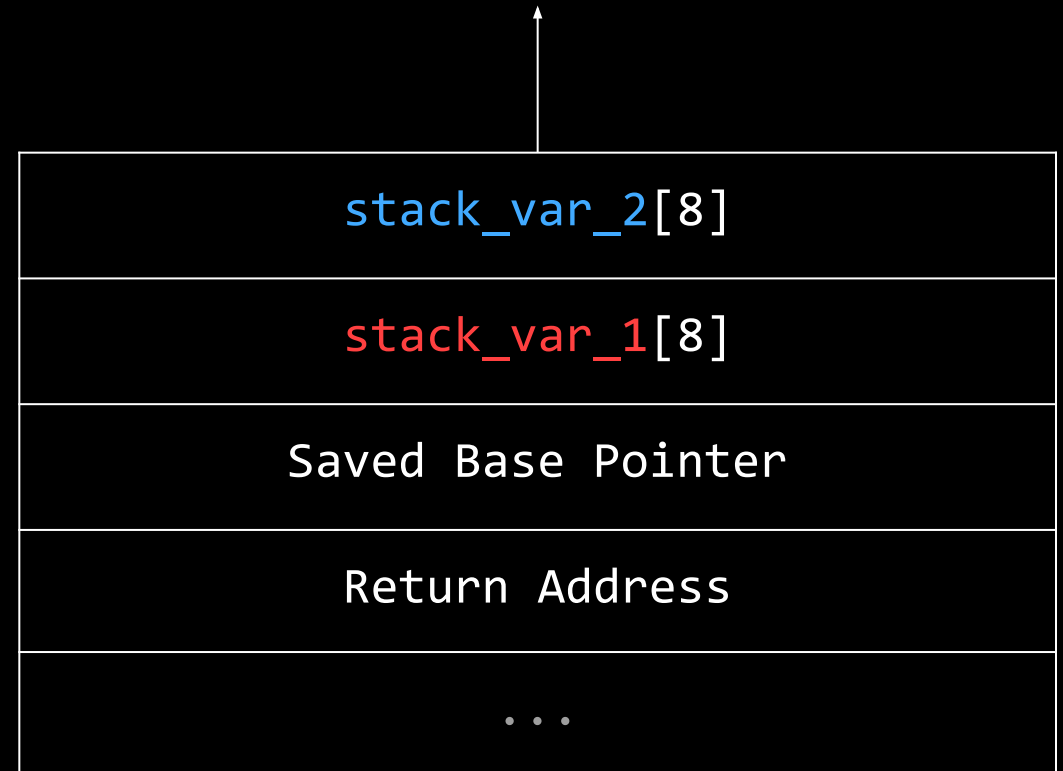 stack_var_2[8]
stack_var_1[8]
Saved Base Pointer
Return Address
...